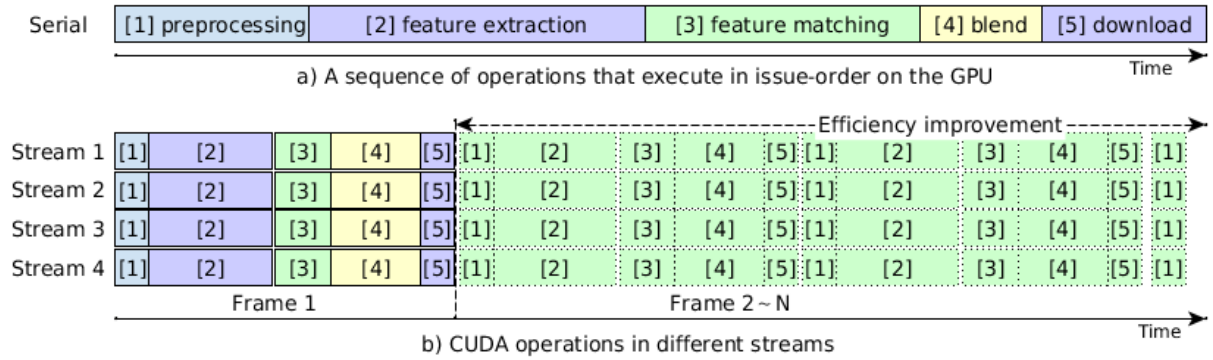 Serial [1] preprocessing [2] feature extraction [3] feature matching [4] blend [5] download
Time
a) A sequence of operations that execute in issue-order on the GPU
Efficiency improvement
Stream 1 [1] [2] [3] [4] [5] [1] [2] [3] [4] [5] [1] [2] [3] [4] [5] [1]
Stream 2 [1] [2] [3] [4] [5] [1] [2] [3] [4] [5] [1] [2] [3] [4] [5] [1]
Stream 3 [1] [2] [3] [4] [5] [1] [2] [3] [4] [5] [1] [2] [3] [4] [5] [1]
Stream 4 [1] [2] [3] [4] [5] [1] [2] [3] [4] [5] [1] [2] [3] [4] [5] [1]
Frame 1 Frame 2~N
Time
b) CUDA operations in different streams